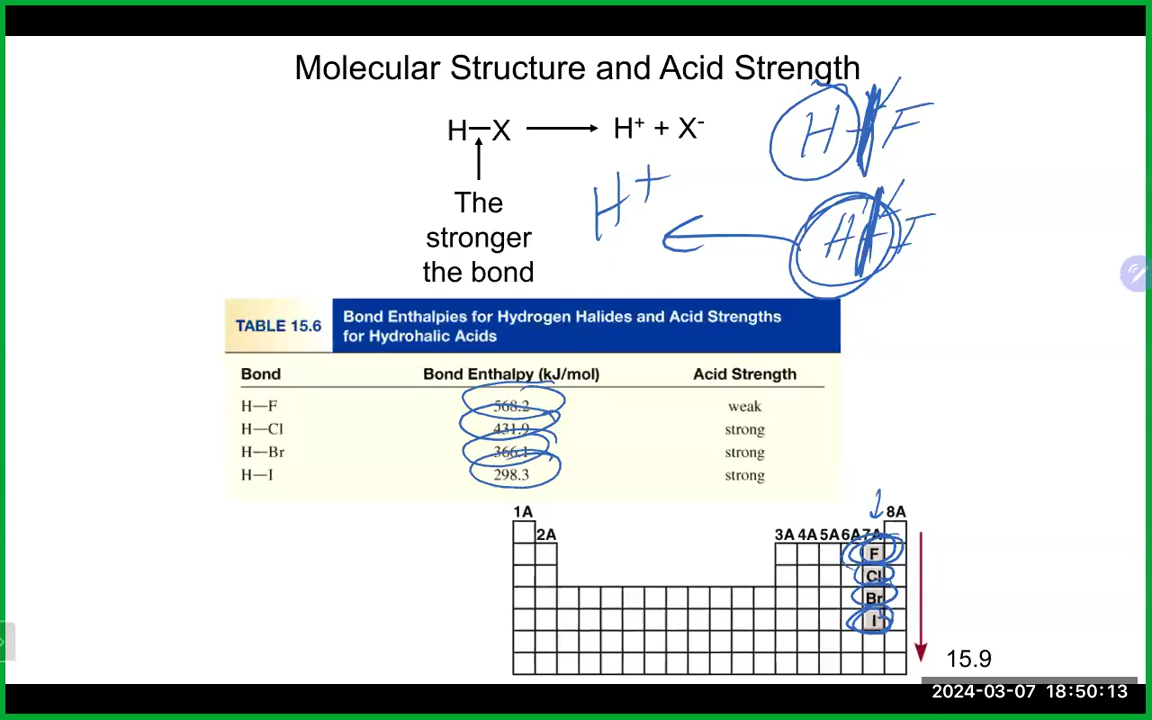 Molecular Structure and Acid Strength
H—X ⟶ H⁺ + X⁻
H F
H⁺
H F
The
stronger
the bond
TABLE 15.6 Bond Enthalpies for Hydrogen Halides and Acid Strengths
for Hydrohalic Acids
Bond Bond Enthalpy (kJ/mol) Acid Strength
H—F 568.2 weak
H—Cl 431.9 strong
H—Br 366.1 strong
H—I 298.3 strong
1A 8A
2A 3A 4A 5A 6A 7A
F
Cl
Br
I
15.9
2024-03-07 18:50:13